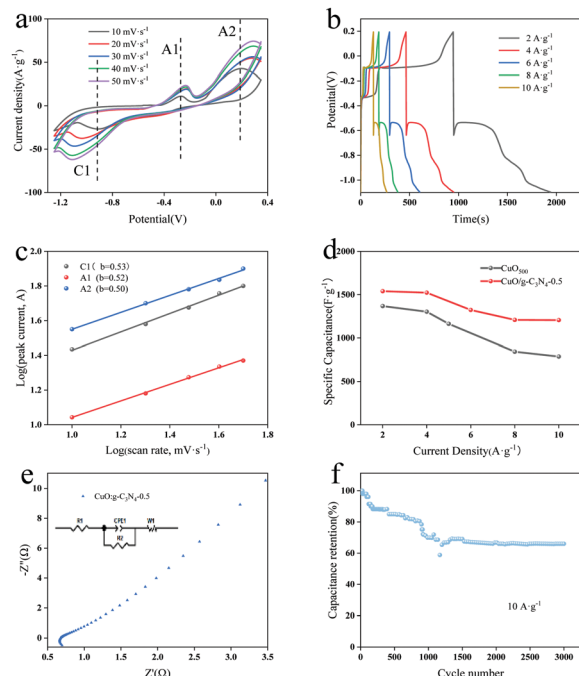 a
10 mV·s⁻¹
20 mV·s⁻¹
30 mV·s⁻¹
40 mV·s⁻¹
50 mV·s⁻¹
A1
A2
C1
Current density(A·g⁻¹)
100
50
0
-50
-100
-1.2
-0.8
-0.4
0.0
0.4
Potential(V)
b
2 A·g⁻¹
4 A·g⁻¹
6 A·g⁻¹
8 A·g⁻¹
10 A·g⁻¹
Potential(V)
0.2
0.0
-0.2
-0.4
-0.6
-0.8
-1.0
0
500
1000
1500
2000
Time(s)
c
C1( b=0.53)
A1 (b=0.52)
A2 (b=0.50)
Log(peak current, A)
2.0
1.8
1.6
1.4
1.2
1.0
1.0
1.2
1.4
1.6
1.8
Log(scan rate, mV·s⁻¹)
d
CuO₅₀₀
CuO/g-C₃N₄-0.5
Specific Capacitance(F·g⁻¹)
2000
1500
1000
500
0
2
4
6
8
10
Current Density(A·g⁻¹)
e
CuO:g-C₃N₄-0.5
R1
CPE1
W1
R2
-Z''(Ω)
10
8
6
4
2
0
0.5
1.0
1.5
2.0
2.5
3.0
3.5
Z'(Ω)
f
Capacitance retention(%)
120
100
80
60
40
20
0
10 A·g⁻¹
0
500
1000
1500
2000
2500
3000
Cycle number